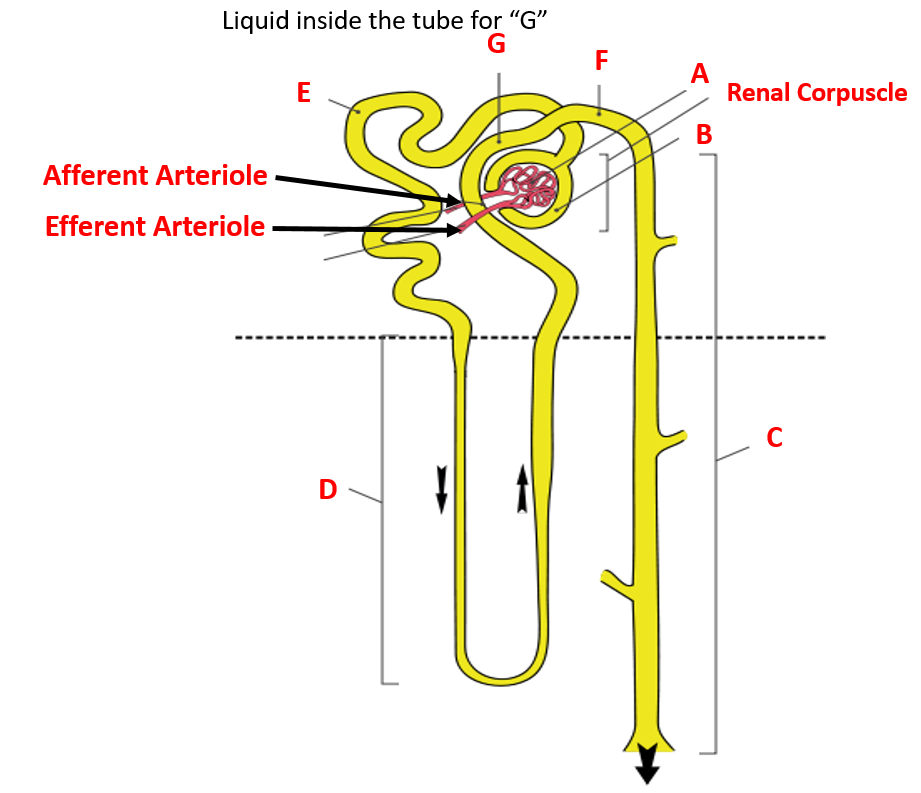 Liquid inside the tube for “G”
G
F
A
E
Renal Corpuscle
B
Afferent Arteriole
Efferent Arteriole
C
D